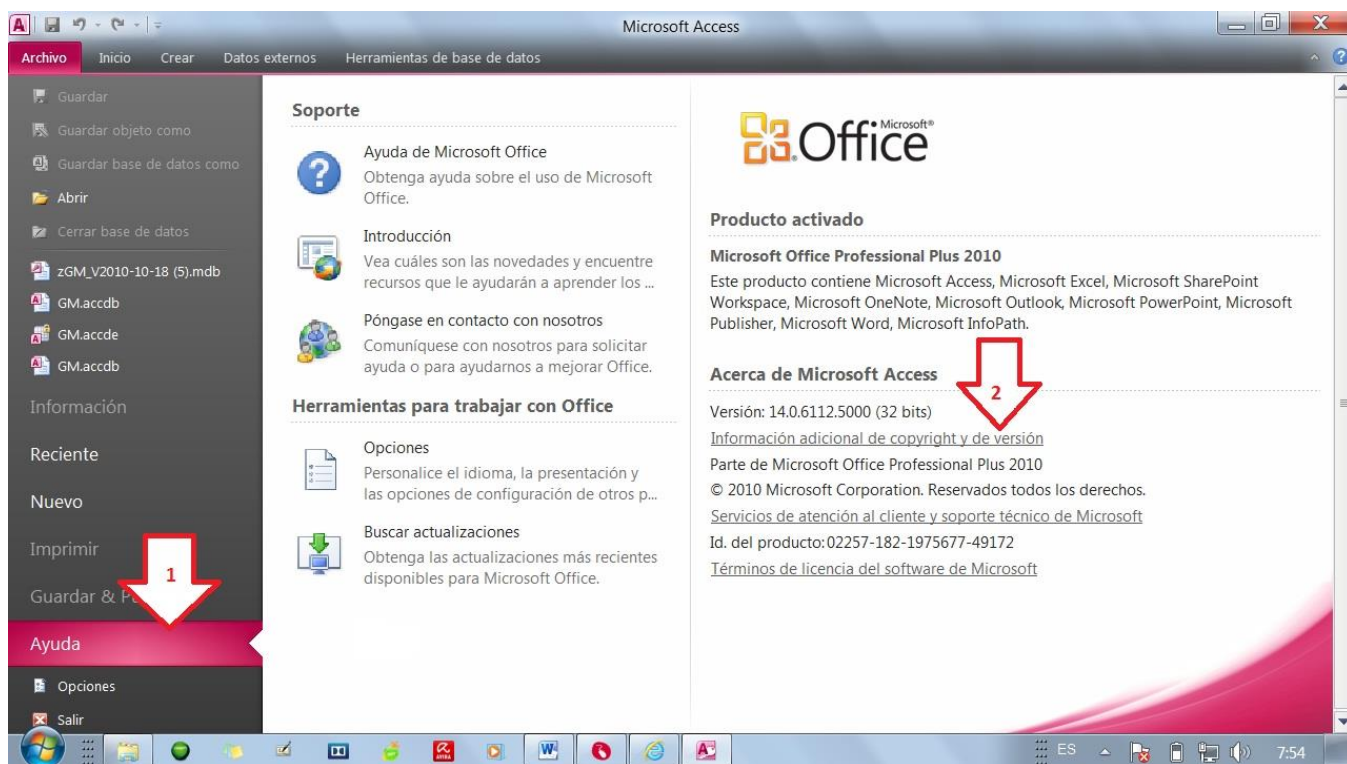 Microsoft Access
Archivo Inicio Crear Datos externos Herramientas de base de datos
Guardar
Guardar objeto como
Guardar base de datos como
Abrir
Cerrar base de datos
zGM_V2010-10-18 (5).mdb
GM.accdb
GM.accde
GM.accdb
Información
Reciente
Nuevo
Imprimir
Guardar &
1
Ayuda
Opciones
Salir
Soporte
Ayuda de Microsoft Office
Obtenga ayuda sobre el uso de Microsoft
Office.
Introducción
Vea cuáles son las novedades y encuentre
recursos que le ayudarán a aprender los ...
Póngase en contacto con nosotros
Comuníquese con nosotros para solicitar
ayuda o para ayudarnos a mejorar Office.
Herramientas para trabajar con Office
Opciones
Personalice el idioma, la presentación y
las opciones de configuración de otros p...
Buscar actualizaciones
Obtenga las actualizaciones más recientes
disponibles para Microsoft Office.
Microsoft®
Office
Producto activado
Microsoft Office Professional Plus 2010
Este producto contiene Microsoft Access, Microsoft Excel, Microsoft SharePoint
Workspace, Microsoft OneNote, Microsoft Outlook, Microsoft PowerPoint, Microsoft
Publisher, Microsoft Word, Microsoft InfoPath.
Acerca de Microsoft Access
2
Versión: 14.0.6112.5000 (32 bits)
Información adicional de copyright y de versión
Parte de Microsoft Office Professional Plus 2010
© 2010 Microsoft Corporation. Reservados todos los derechos.
Servicios de atención al cliente y soporte técnico de Microsoft
Id. del producto:02257-182-1975677-49172
Términos de licencia del software de Microsoft
ES 7:54